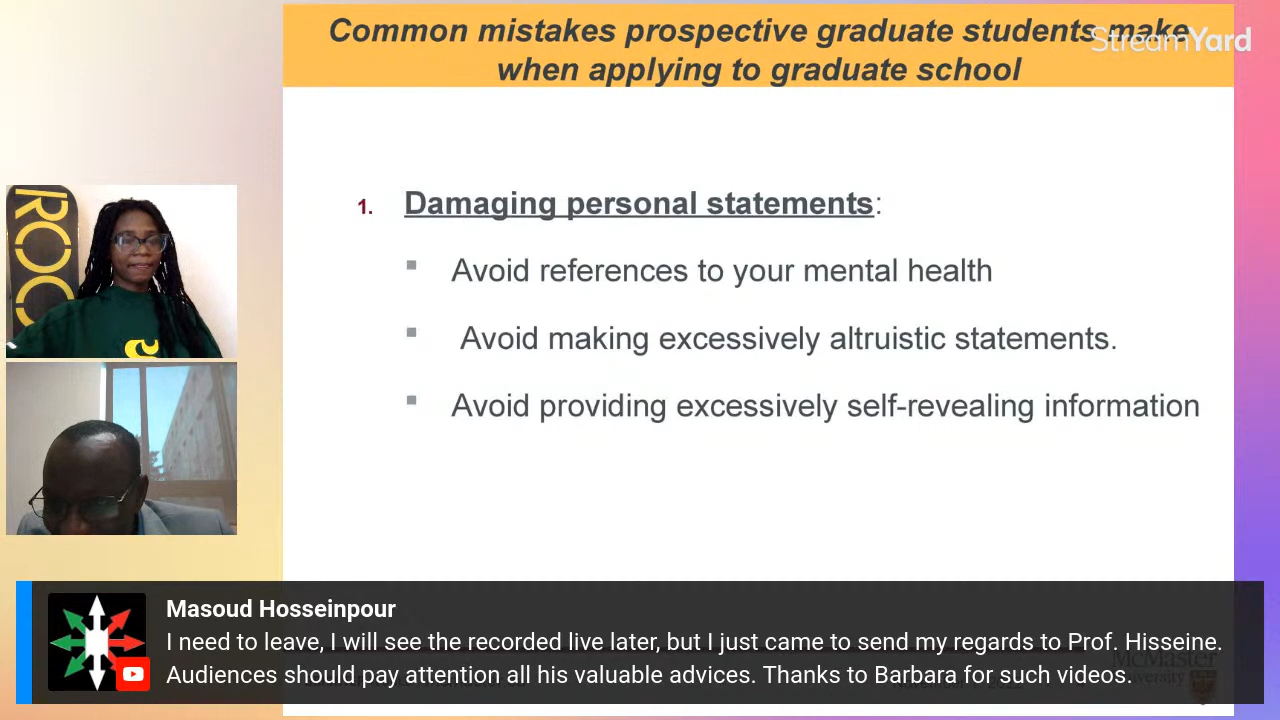 Common mistakes prospective graduate students make
when applying to graduate school
StreamYard
1. Damaging personal statements:
Avoid references to your mental health
Avoid making excessively altruistic statements.
Avoid providing excessively self-revealing information
ROC
Masoud Hosseinpour
I need to leave, I will see the recorded live later, but I just came to send my regards to Prof. Hisseine.
Audiences should pay attention all his valuable advices. Thanks to Barbara for such videos.
McMaster
University